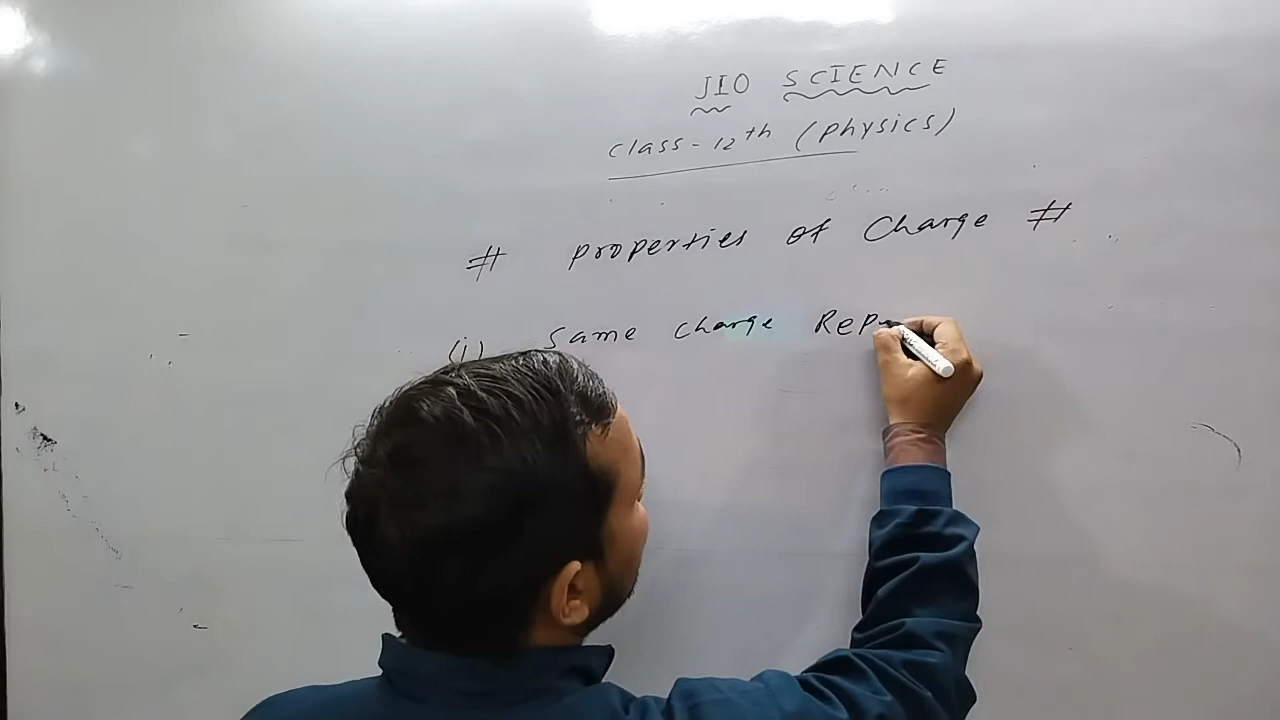 JIO SCIENCE
class-12th (Physics)
# properties of Charge #
(i) Same charge Rep